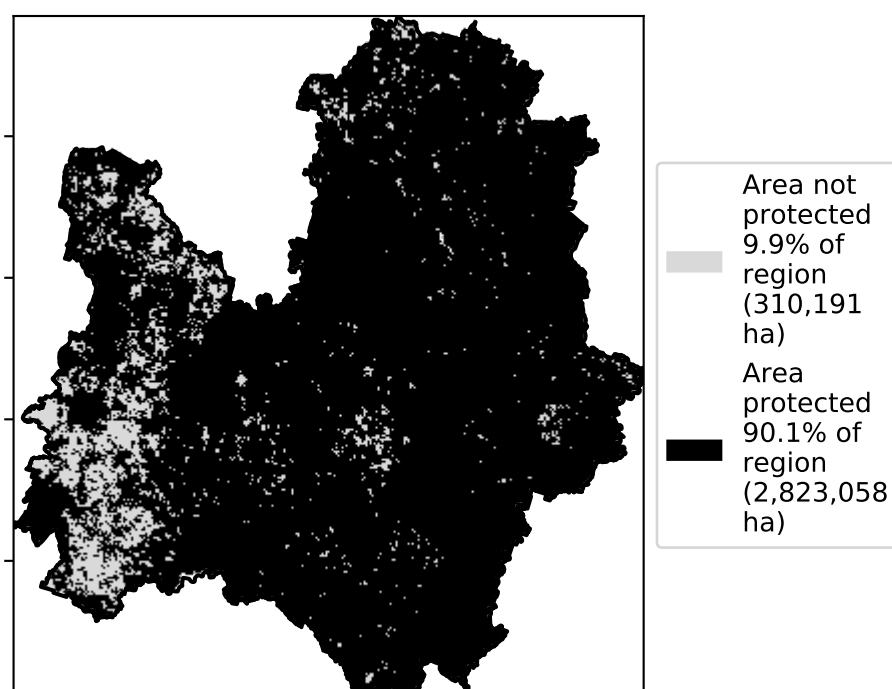 Area not
protected
9.9% of
region
(310,191
ha)
Area
protected
90.1% of
region
(2,823,058
ha)